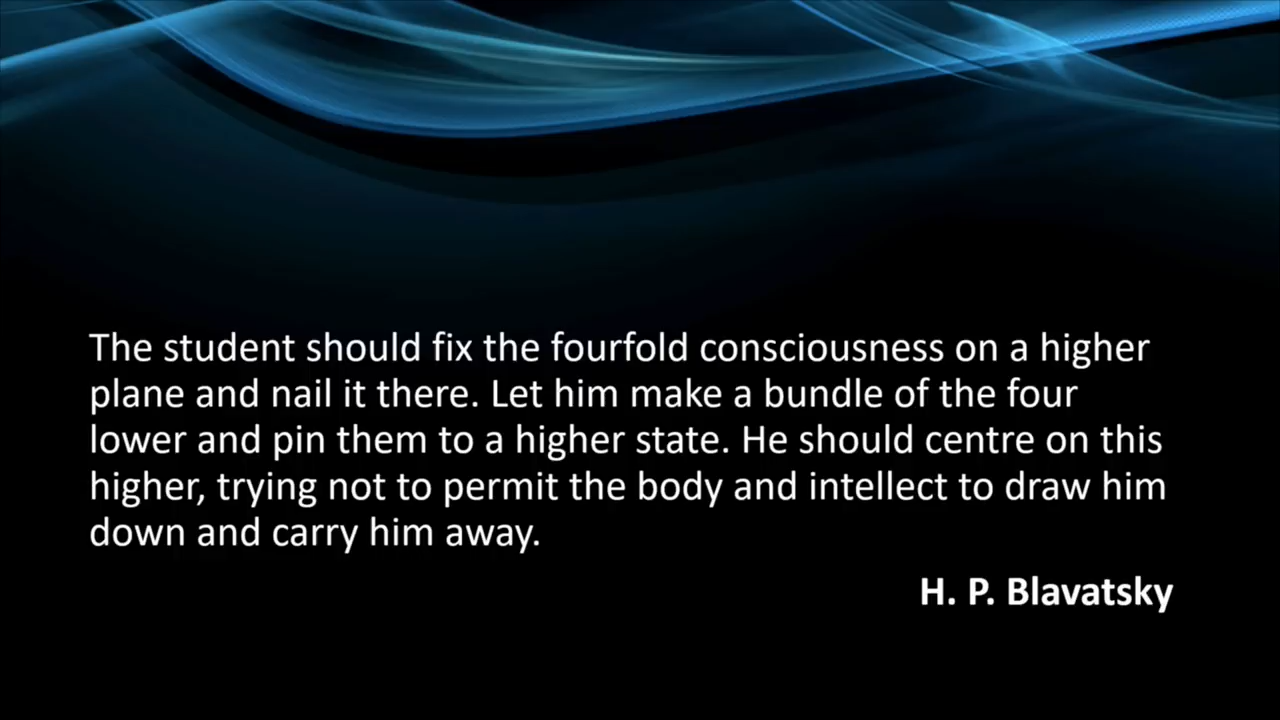 The student should fix the fourfold consciousness on a higher
plane and nail it there. Let him make a bundle of the four
lower and pin them to a higher state. He should centre on this
higher, trying not to permit the body and intellect to draw him
down and carry him away.
H. P. Blavatsky